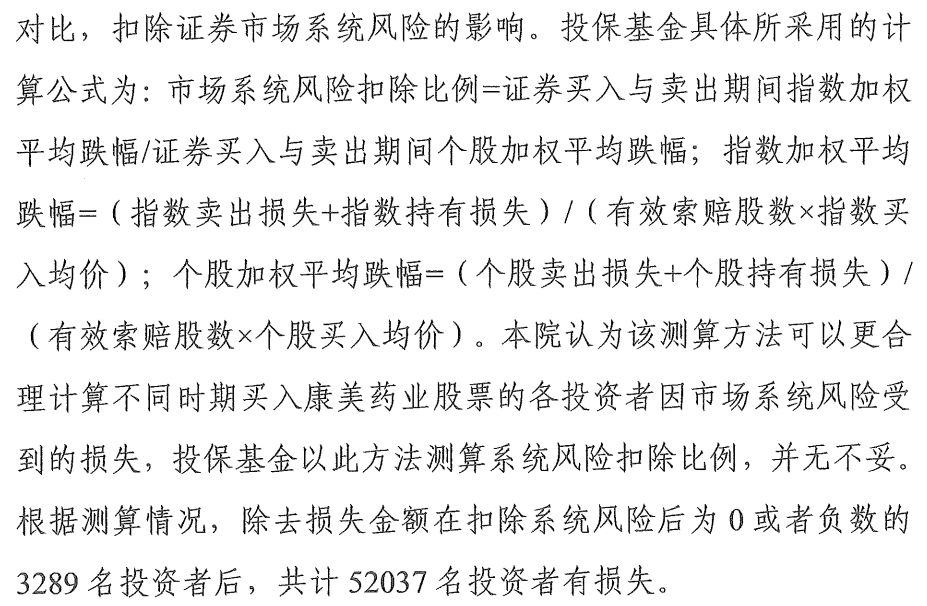 对比，扣除证券市场系统风险的影响。投保基金具体所采用的计
算公式为：市场系统风险扣除比例=证券买入与卖出期间指数加权
平均跌幅/证券买入与卖出期间个股加权平均跌幅；指数加权平均
跌幅=（指数卖出损失+指数持有损失）/（有效索赔股数×指数买
入均价）；个股加权平均跌幅=（个股卖出损失+个股持有损失）/
（有效索赔股数×个股买入均价）。本院认为该测算方法可以更合
理计算不同时期买入康美药业股票的各投资者因市场系统风险受
到的损失，投保基金以此方法测算系统风险扣除比例，并无不妥。
根据测算情况，除去损失金额在扣除系统风险后为 0 或者负数的
3289 名投资者后，共计 52037 名投资者有损失。